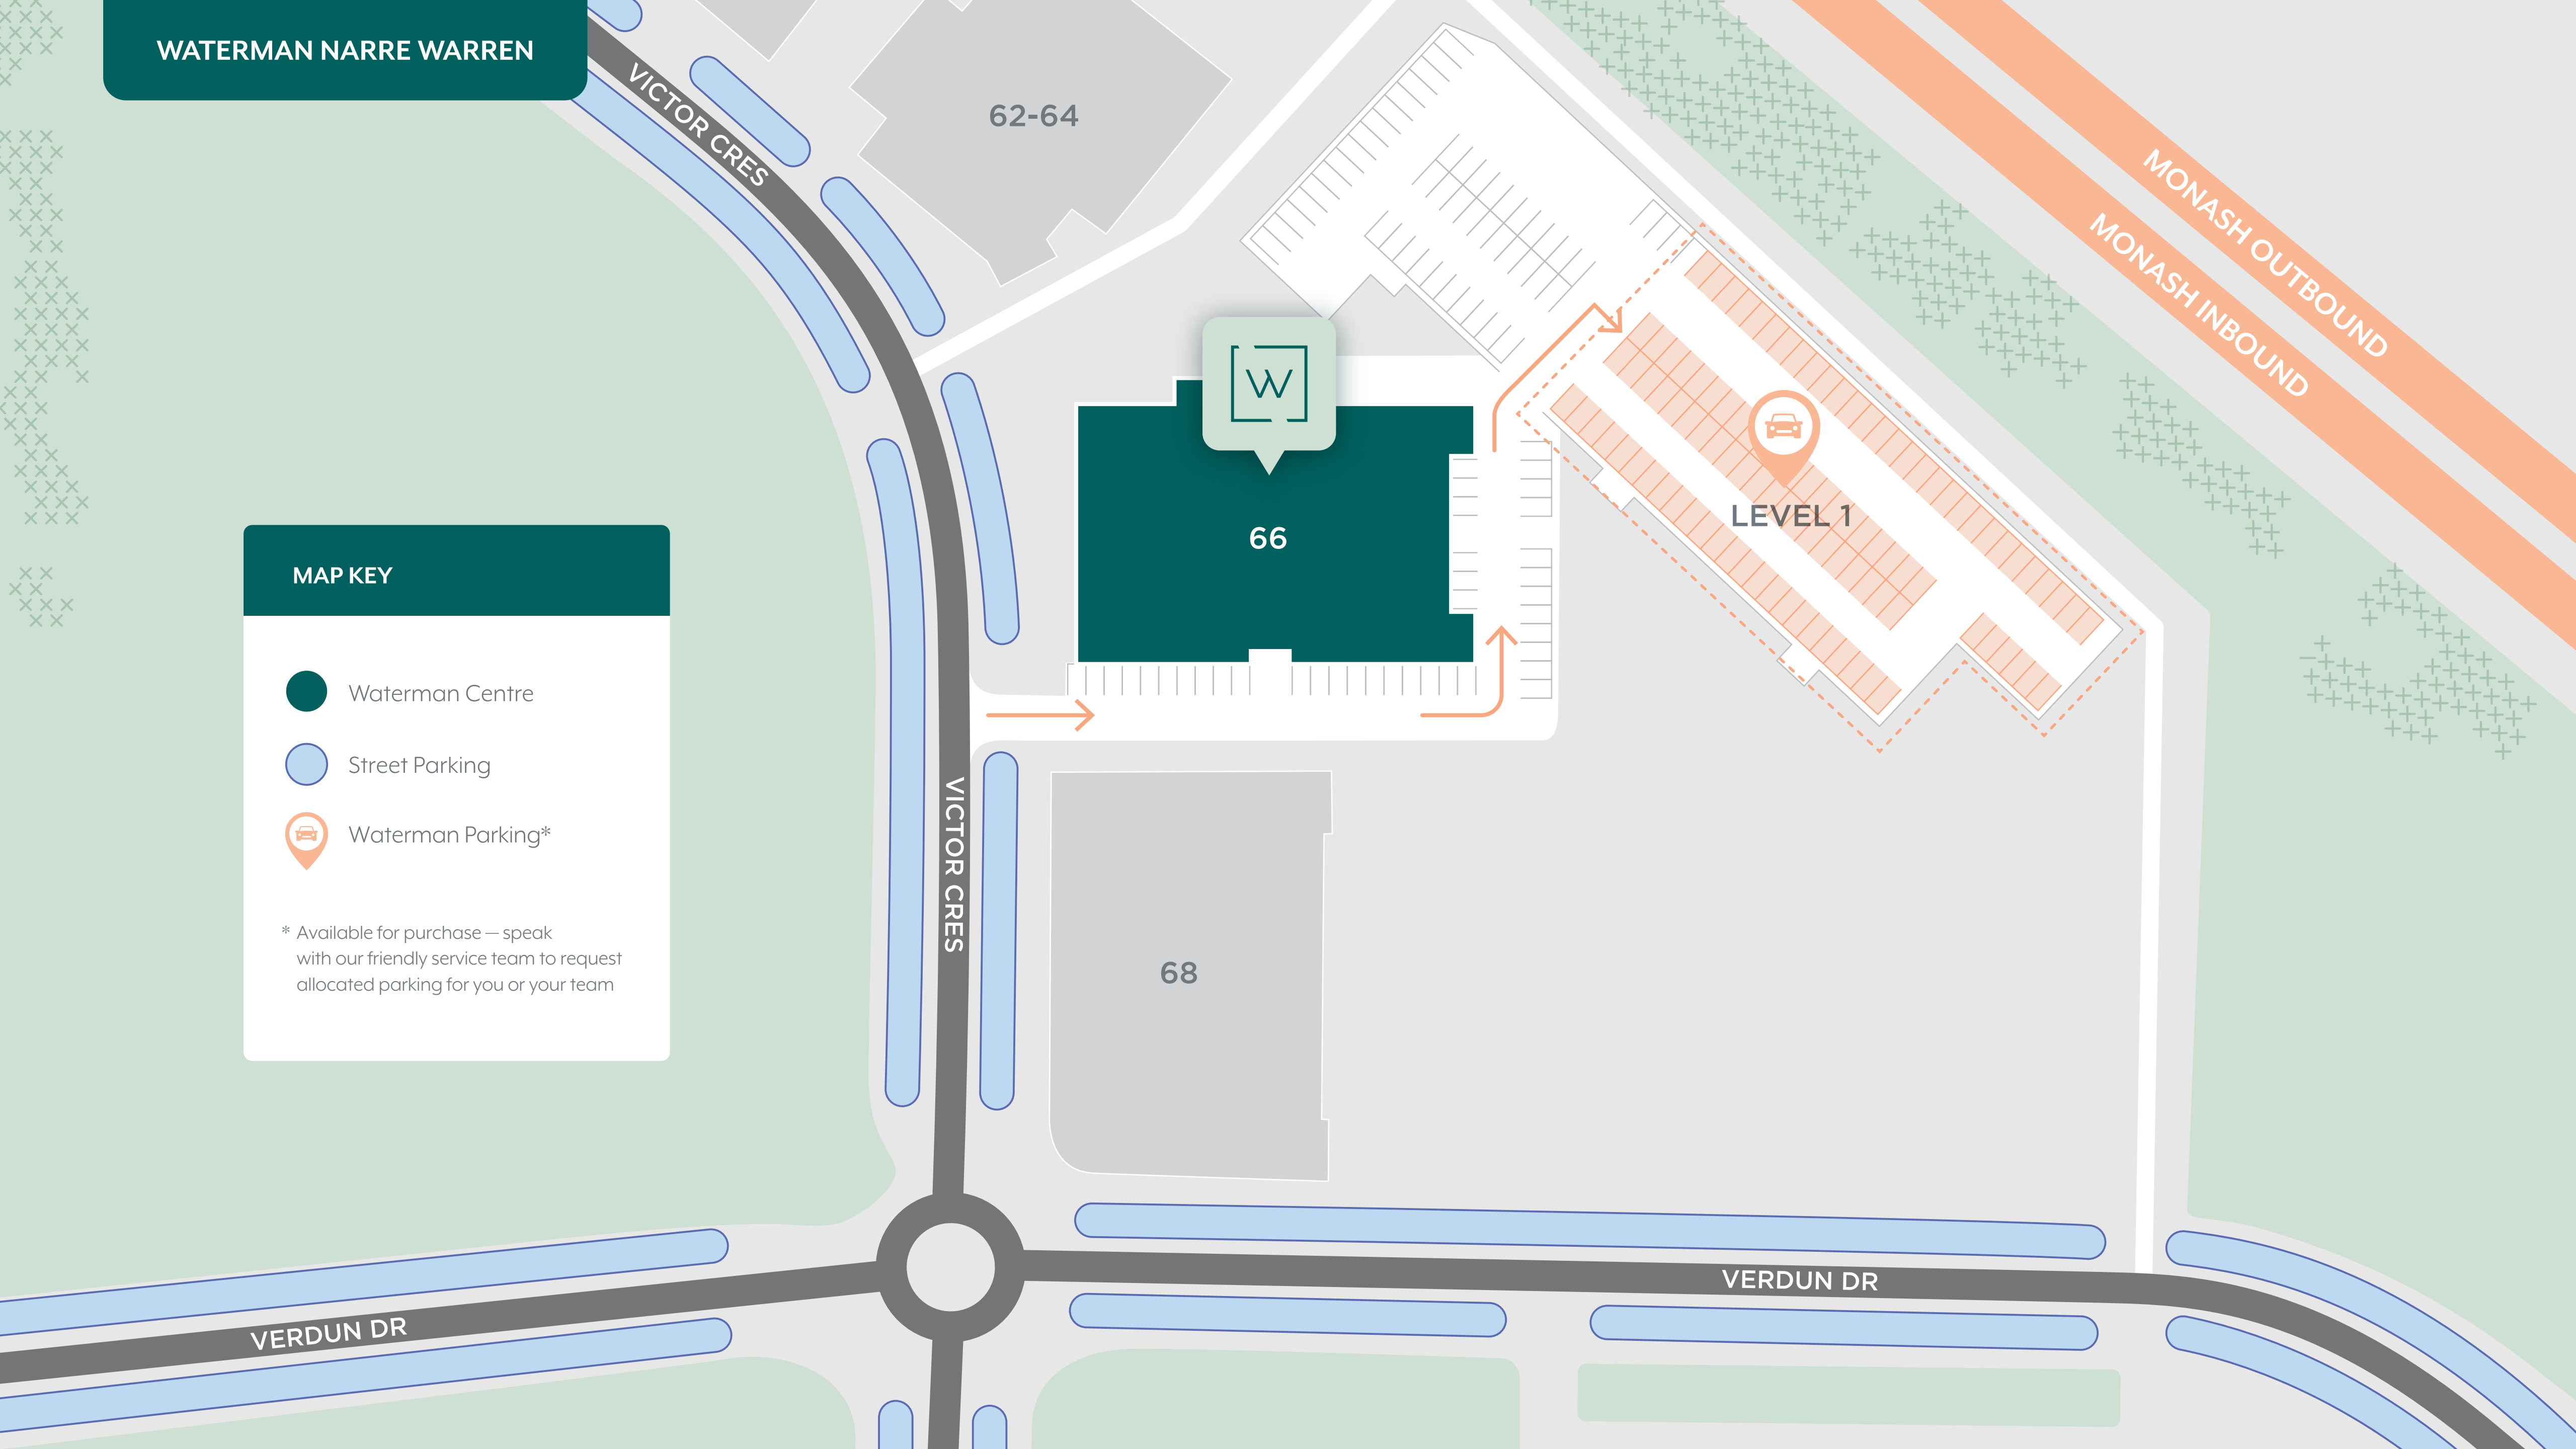 WATERMAN NARRE WARREN
VICTOR CRES
62-64
MONASH OUTBOUND
MONASH INBOUND
W
LEVEL 1
66
MAP KEY
Waterman Centre
Street Parking
Waterman Parking*
* Available for purchase — speak
with our friendly service team to request
allocated parking for you or your team
VICTOR CRES
68
VERDUN DR
VERDUN DR